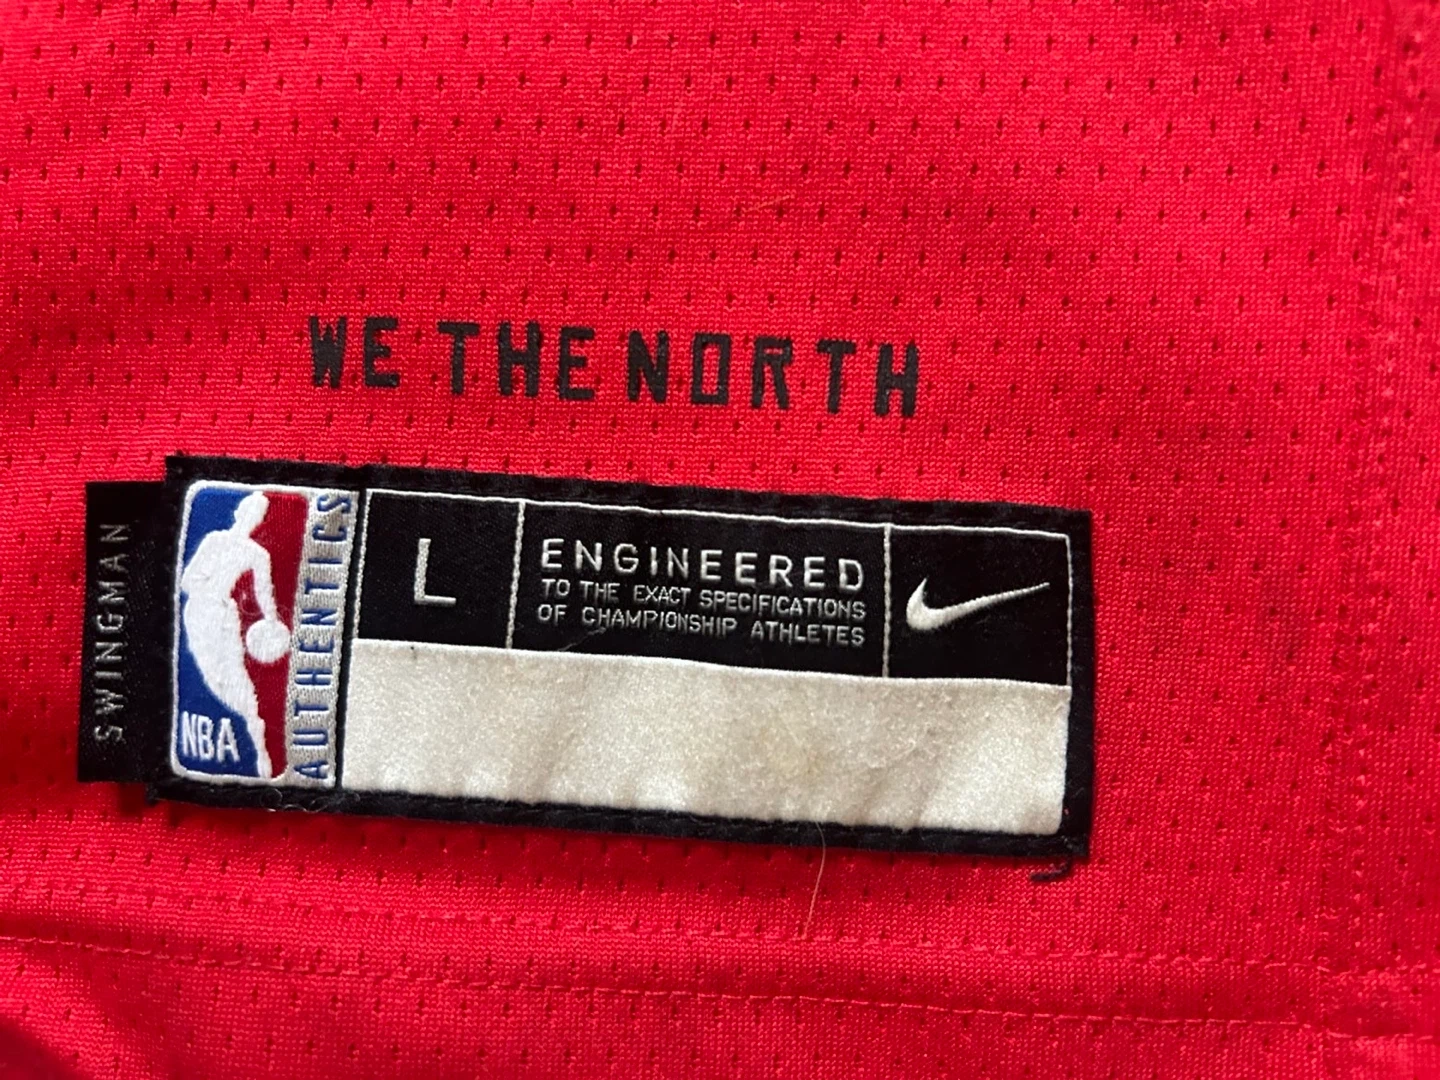 WE THE NORTH
SWINGMAN
NBA
AUTHENTICS
L
ENGINEERED
TO THE EXACT SPECIFICATIONS
OF CHAMPIONSHIP ATHLETES